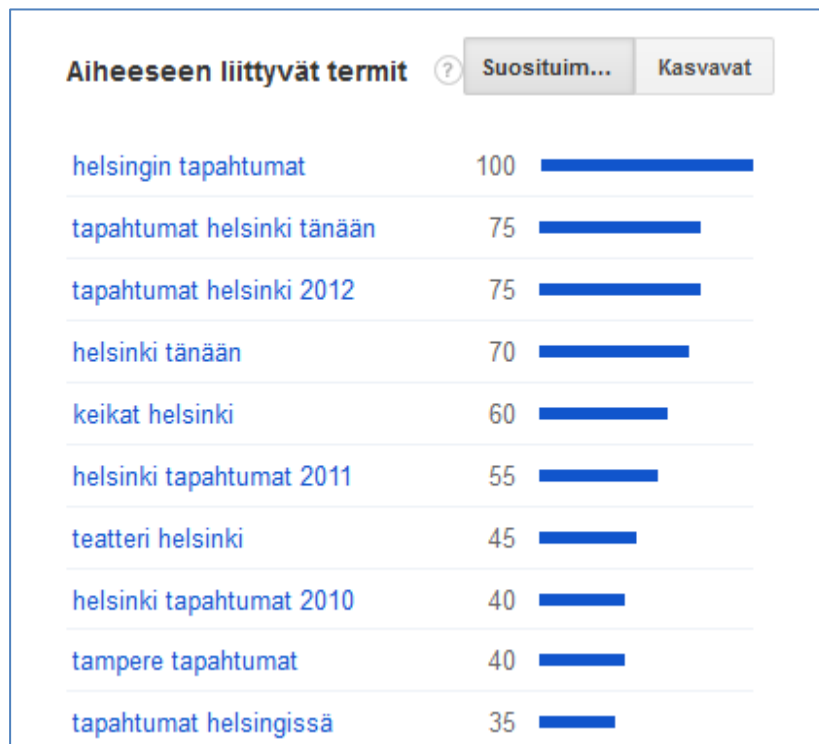 Aiheeseen liittyvät termit ? Suosituim... Kasvavat
helsingin tapahtumat 100
tapahtumat helsinki tänään 75
tapahtumat helsinki 2012 75
helsinki tänään 70
keikat helsinki 60
helsinki tapahtumat 2011 55
teatteri helsinki 45
helsinki tapahtumat 2010 40
tampere tapahtumat 40
tapahtumat helsingissä 35